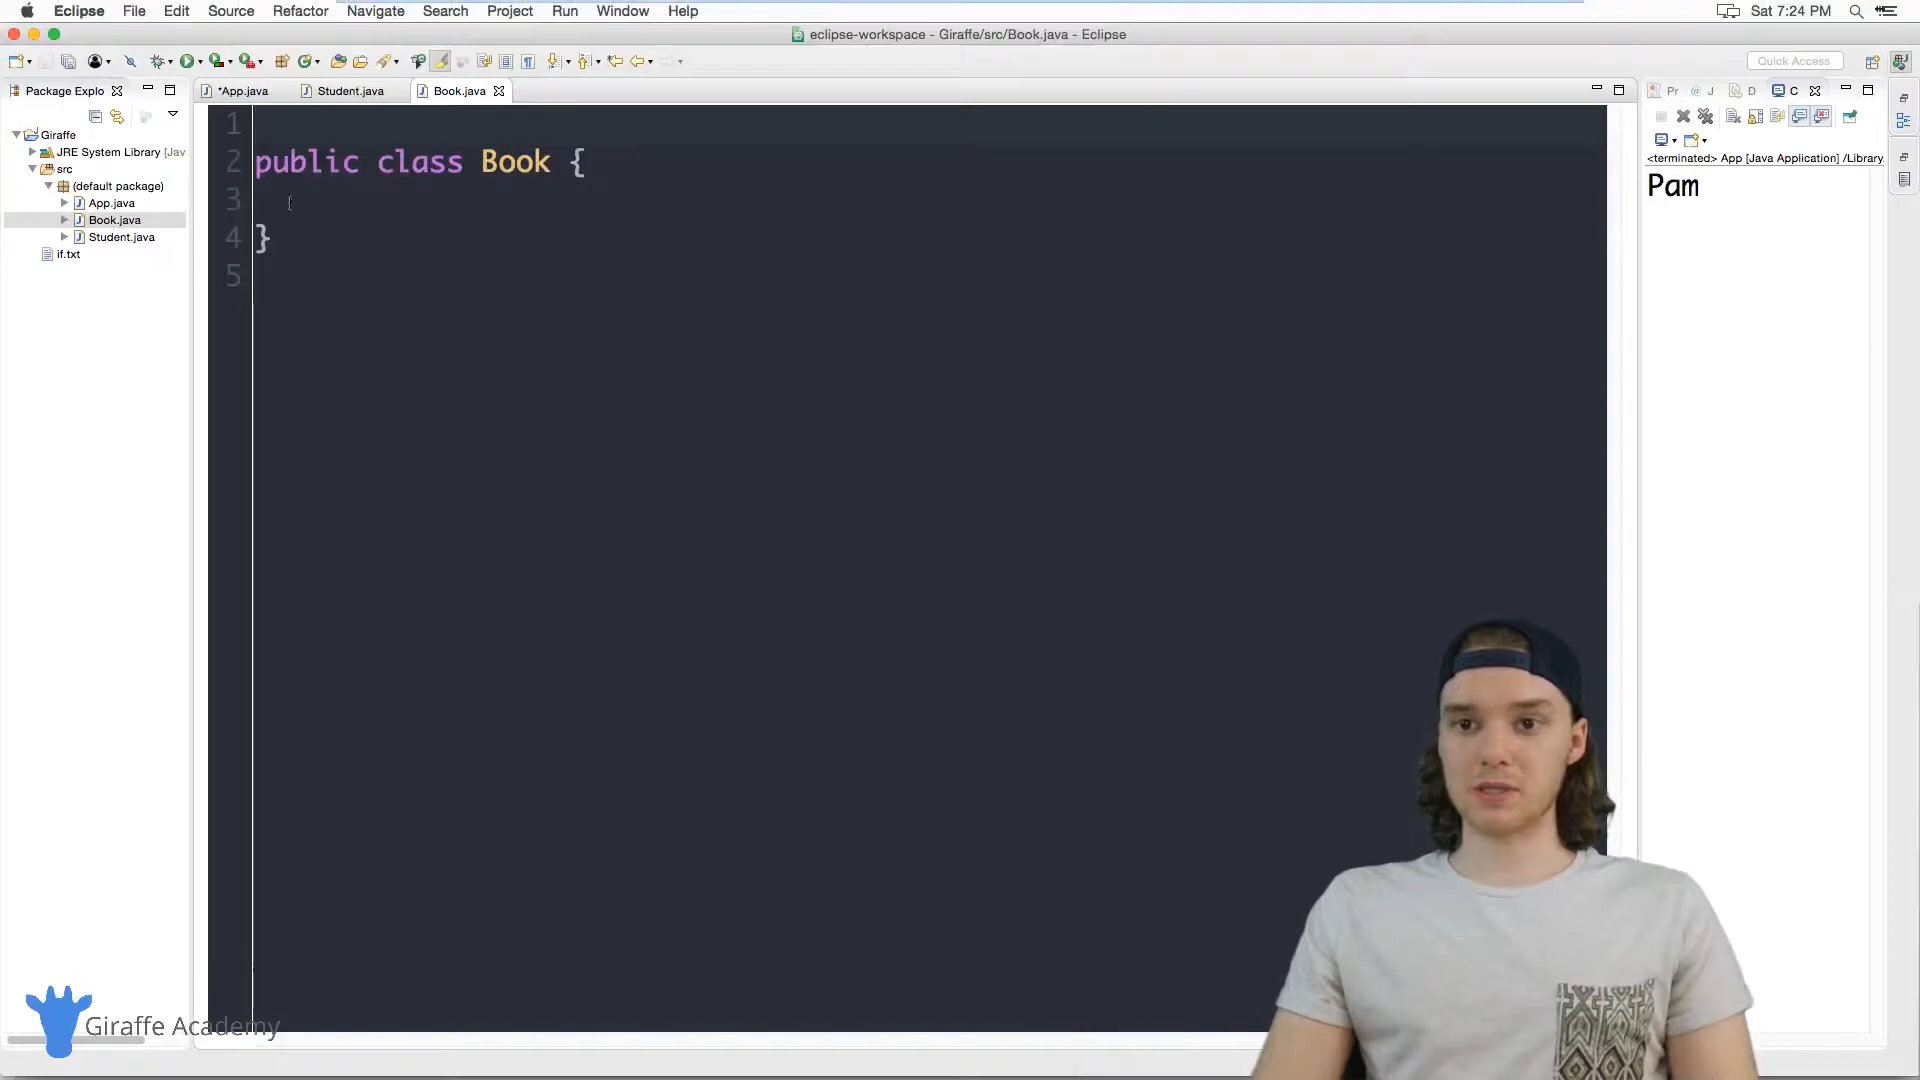 Eclipse File Edit Source Refactor Navigate Search Project Run Window Help Sat 7:24 PM
eclipse-workspace - Giraffe/src/Book.java - Eclipse
Quick Access
Package Explo
*App.java Student.java Book.java
Pr @ J D C
Giraffe
JRE System Library [Jav
src
(default package)
App.java
Book.java
Student.java
if.txt
1
2 public class Book {
3
4 }
5
<terminated> App [Java Application] /Library
Pam
Giraffe Academy